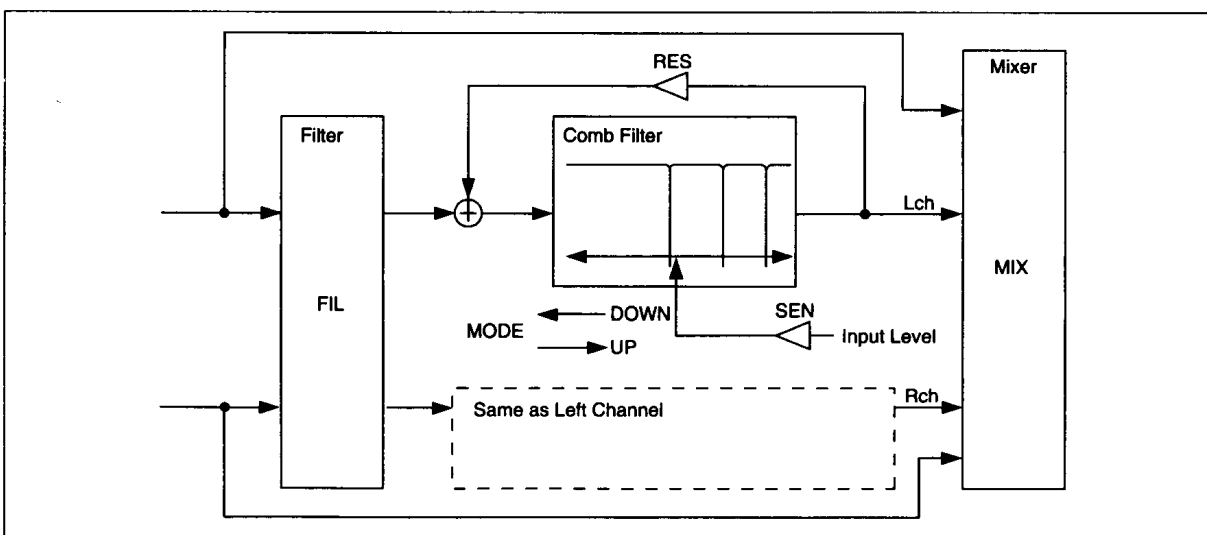 RES
Mixer
Filter
Comb Filter
Lch
MIX
FIL
MODE
DOWN
UP
SEN
Input Level
Same as Left Channel
Rch